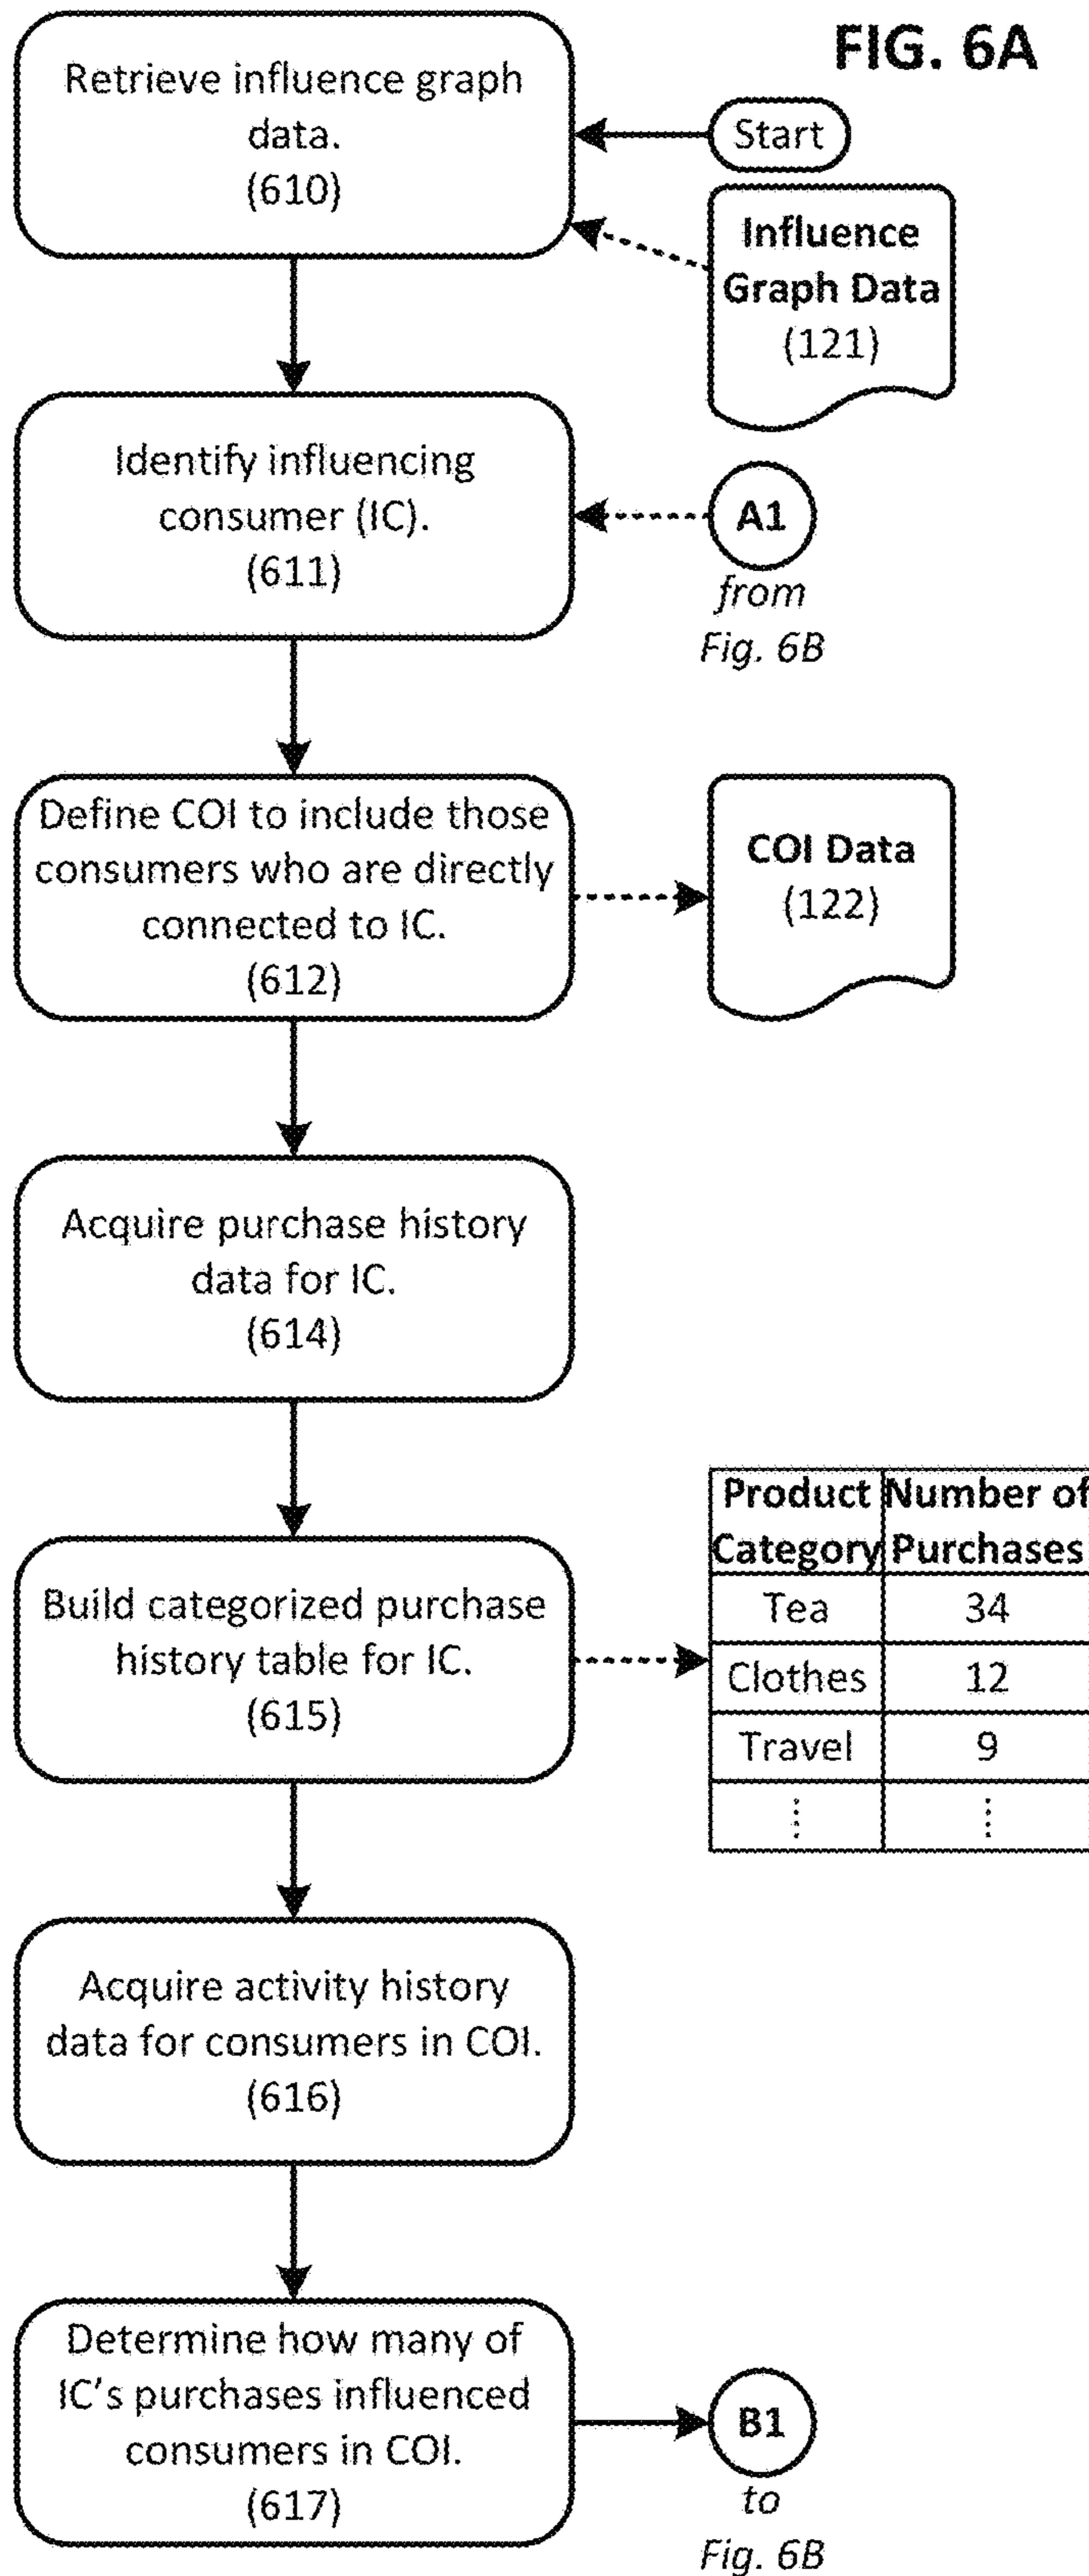 FIG. 6A
Retrieve influence graph
data.
(610)
Start
Influence
Graph Data
(121)
Identify influencing
consumer (IC).
(611)
A1
from
Fig. 6B
Define COI to include those
consumers who are directly
connected to IC.
(612)
COI Data
(122)
Acquire purchase history
data for IC.
(614)
Build categorized purchase
history table for IC.
(615)
Product Category Number of Purchases
Tea 34
Clothes 12
Travel 9
⋮ ⋮
Acquire activity history
data for consumers in COI.
(616)
Determine how many of
IC's purchases influenced
consumers in COI.
(617)
B1
to
Fig. 6B